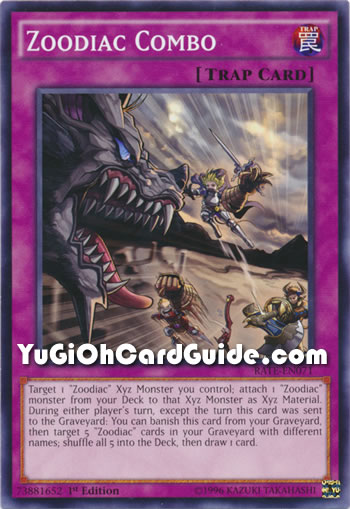 ZOODIAC COMBO
TRAP
罠
[TRAP CARD]
YuGiOhCardGuide.com
RATE-EN071
Target 1 "Zoodiac" Xyz Monster you control; attach 1 "Zoodiac"
monster from your Deck to that Xyz Monster as Xyz Material.
During either player's turn, except the turn this card was sent
to the Graveyard: You can banish this card from your Graveyard,
then target 5 "Zoodiac" cards in your Graveyard with different
names; shuffle all 5 into the Deck, then draw 1 card.
73881652 1st Edition
©1996 KAZUKI TAKAHASHI